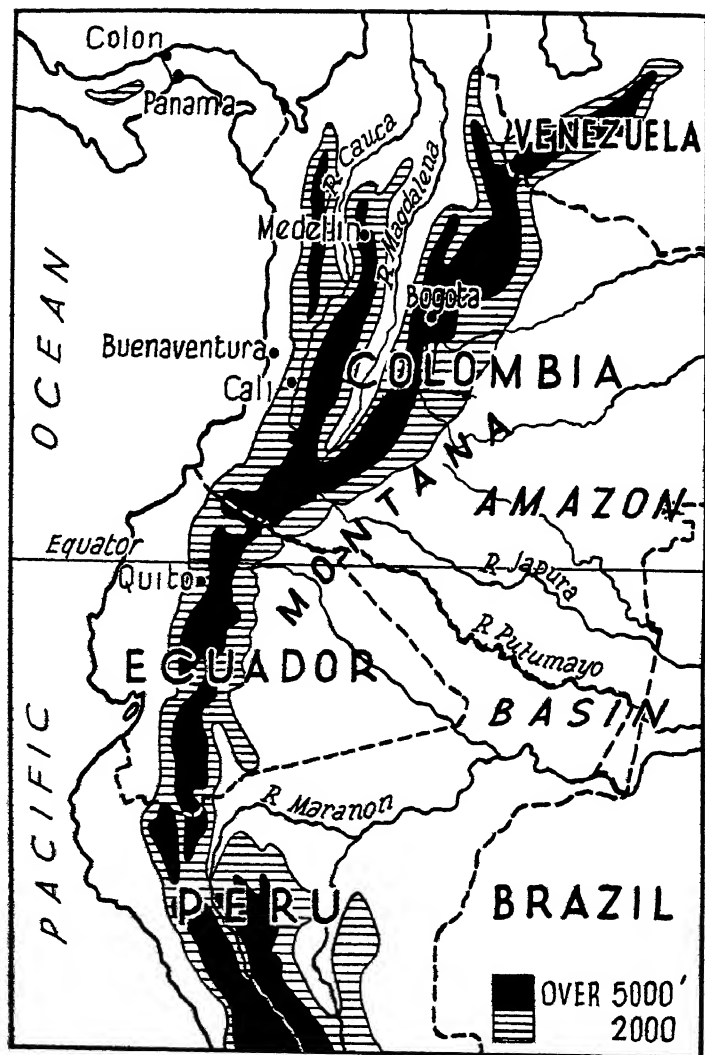 Colon
Panama
VENEZUELA
R. Cauca
R. Magdalena
Medellin
Bogota
OCEAN
Buenaventura
Cali
COLOMBIA
MONTANA
AMAZON
Equator
Quito
R. Japura
R. Putumayo
ECUADOR
BASIN
PACIFIC
R. Maranon
PERU
BRAZIL
OVER 5000'
2000